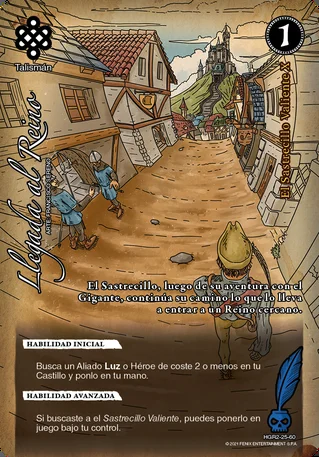 1
Talismán
Llegada al Reino
El Sastrecillo Valiente X
El Sastrecillo, luego de su aventura con el
Gigante, continúa su camino lo que lo lleva
a entrar a un Reino cercano.
HABILIDAD INICIAL
Busca un Aliado Luz o Héroe de coste 2 o menos en tu
Castillo y ponlo en tu mano.
HABILIDAD AVANZADA
Si buscaste a el Sastrecillo Valiente, puedes ponerlo en
juego bajo tu control.
HGR2-25-60
© 2021 FENIX ENTERTAINMENT S.P.A.